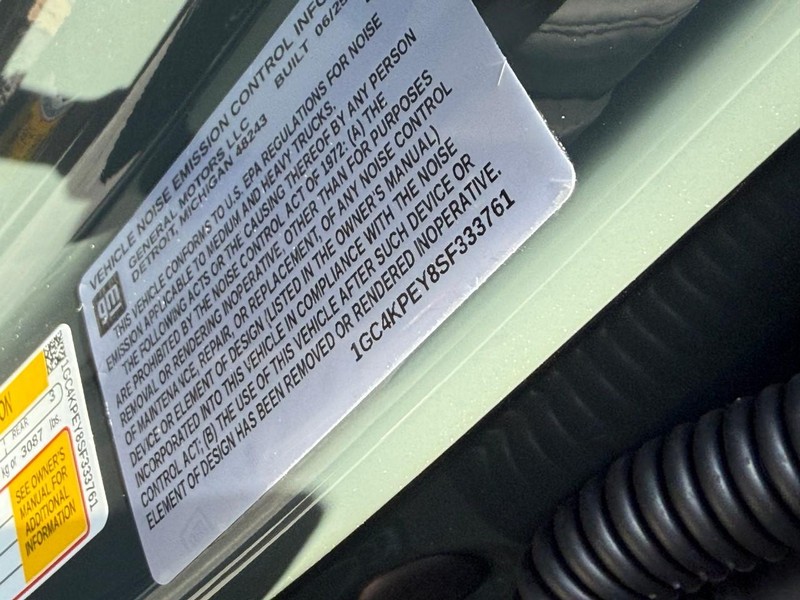 VEHICLE NOISE EMISSION CONTROL INFO
GENERAL MOTORS LLC
DETROIT, MICHIGAN 48243 BUILT 06/25
gm
THIS VEHICLE CONFORMS TO U.S. EPA REGULATIONS FOR NOISE
EMISSION APPLICABLE TO MEDIUM AND HEAVY TRUCKS.
THE FOLLOWING ACTS OR THE CAUSING THEREOF BY ANY PERSON
ARE PROHIBITED BY THE NOISE CONTROL ACT OF 1972: (A) THE
REMOVAL OR RENDERING INOPERATIVE, OTHER THAN FOR PURPOSES
OF MAINTENANCE, REPAIR, OR REPLACEMENT, OF ANY NOISE CONTROL
DEVICE OR ELEMENT OF DESIGN (LISTED IN THE OWNER'S MANUAL)
INCORPORATED INTO THIS VEHICLE IN COMPLIANCE WITH THE NOISE
CONTROL ACT; (B) THE USE OF THIS VEHICLE AFTER SUCH DEVICE OR
ELEMENT OF DESIGN HAS BEEN REMOVED OR RENDERED INOPERATIVE.
1GC4KPEY8SF333761
ON
REAR 3
kg or 3087 lbs.
SEE OWNER'S
MANUAL FOR
ADDITIONAL
INFORMATION
1GC4KPEY8SF333761